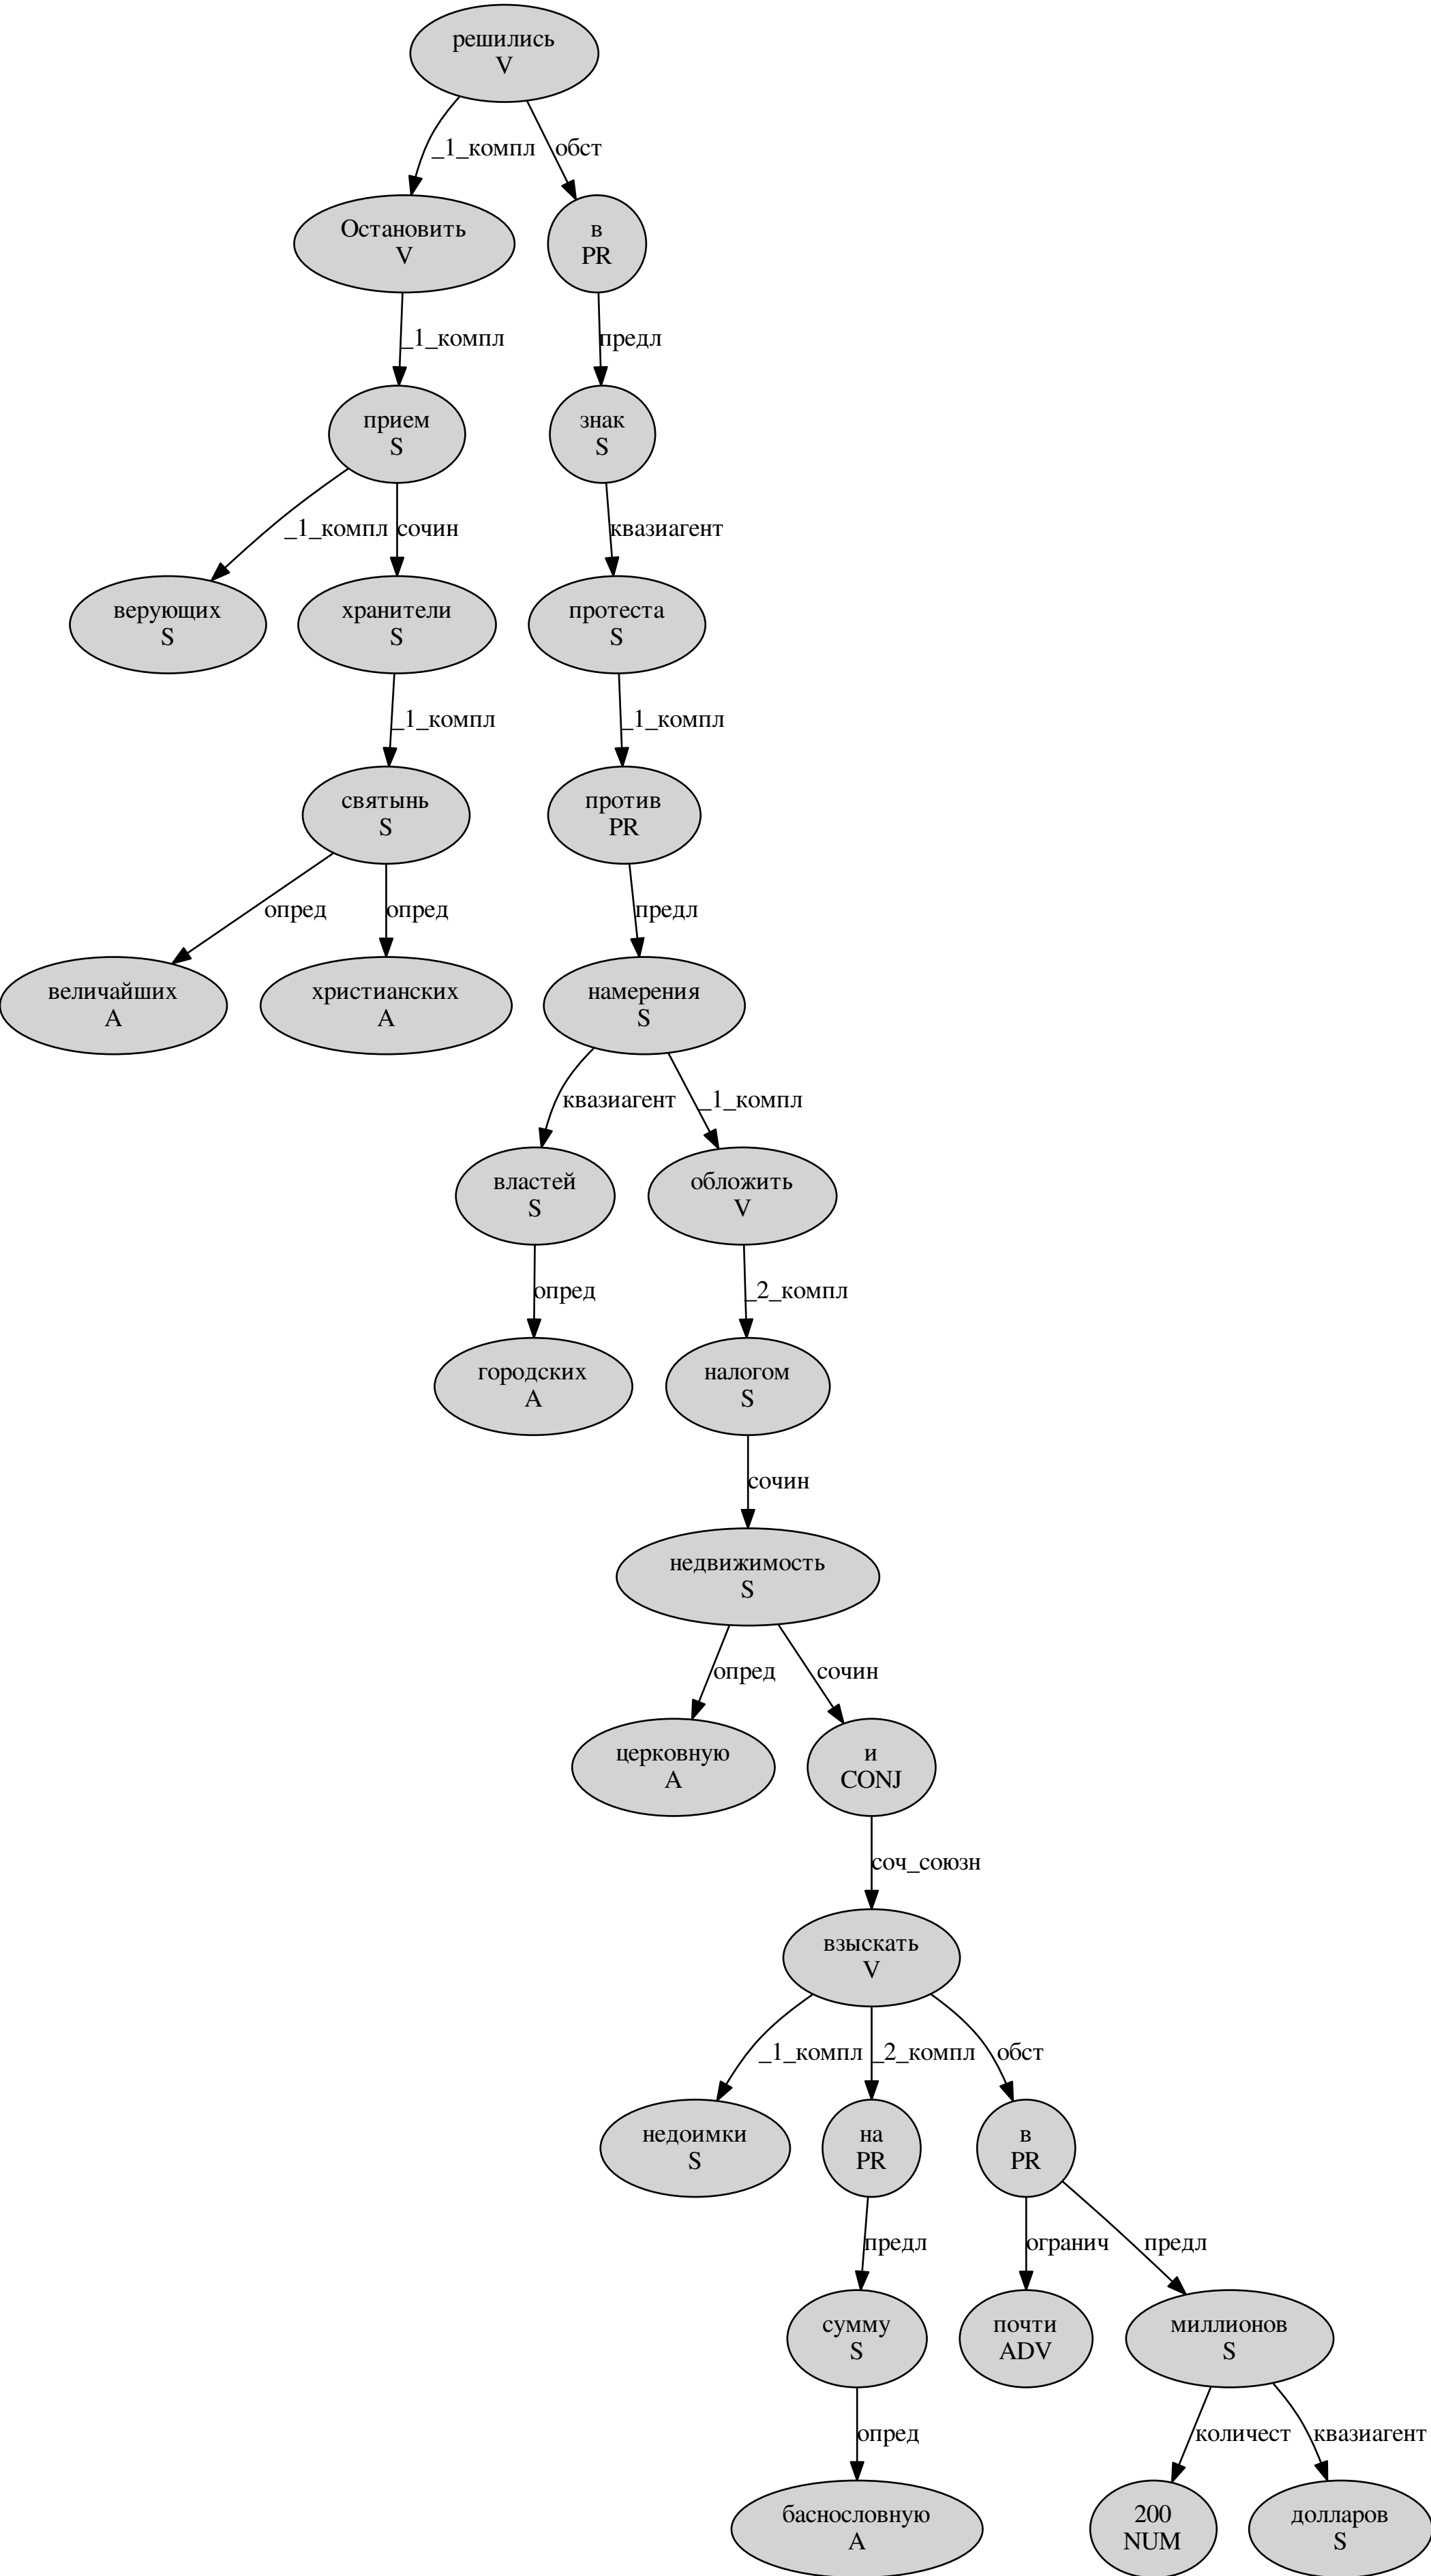 решились
V
_1_компл обст
Остановить
V
в
PR
_1_компл предл
прием
S
знак
S
_1_компл сочин квазиагент
верующих
S
хранители
S
протеста
S
_1_компл _1_компл
святынь
S
против
PR
опред опред предл
величайших
A
христианских
A
намерения
S
квазиагент _1_компл
властей
S
обложить
V
опред _2_компл
городских
A
налогом
S
сочин
недвижимость
S
опред сочин
церковную
A
и
CONJ
соч_союзн
взыскать
V
_1_компл _2_компл обст
недоимки
S
на
PR
в
PR
предл огранич предл
сумму
S
почти
ADV
миллионов
S
опред количест квазиагент
баснословную
A
200
NUM
долларов
S